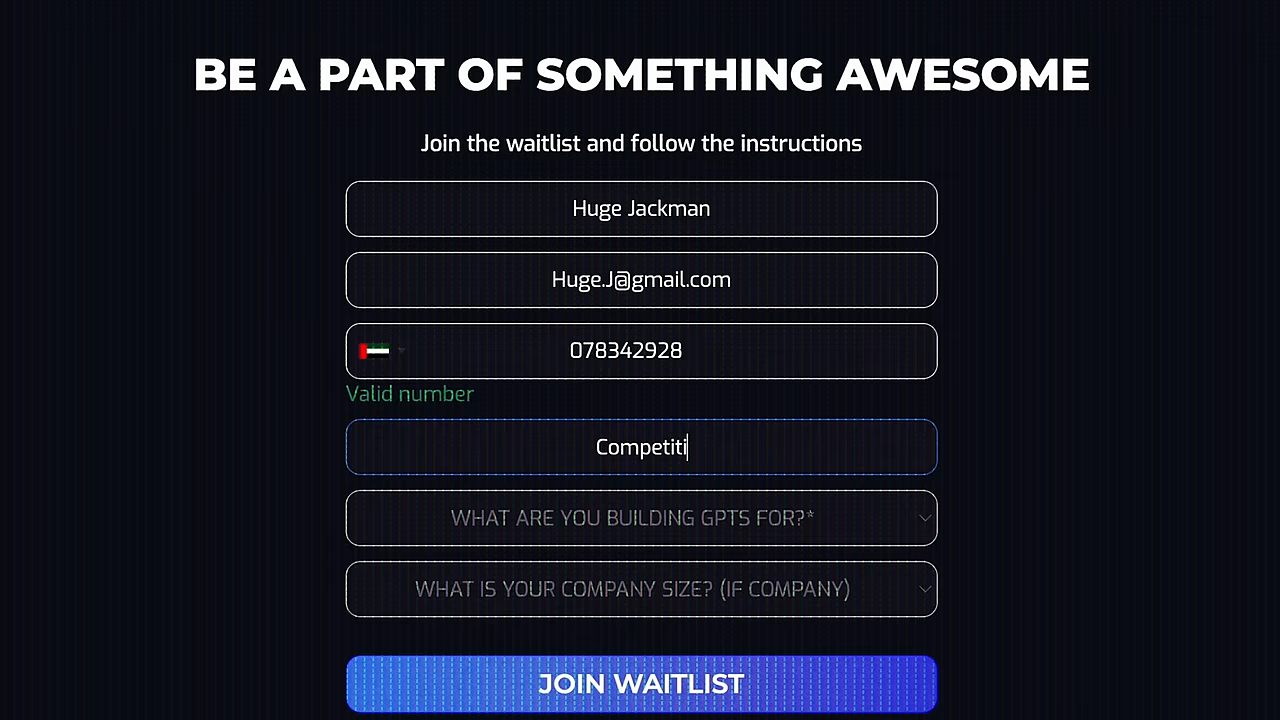 BE A PART OF SOMETHING AWESOME
Join the waitlist and follow the instructions
Huge Jackman
Huge.J@gmail.com
078342928
Valid number
Competiti
WHAT ARE YOU BUILDING GPTS FOR?*
WHAT IS YOUR COMPANY SIZE? (IF COMPANY)
JOIN WAITLIST